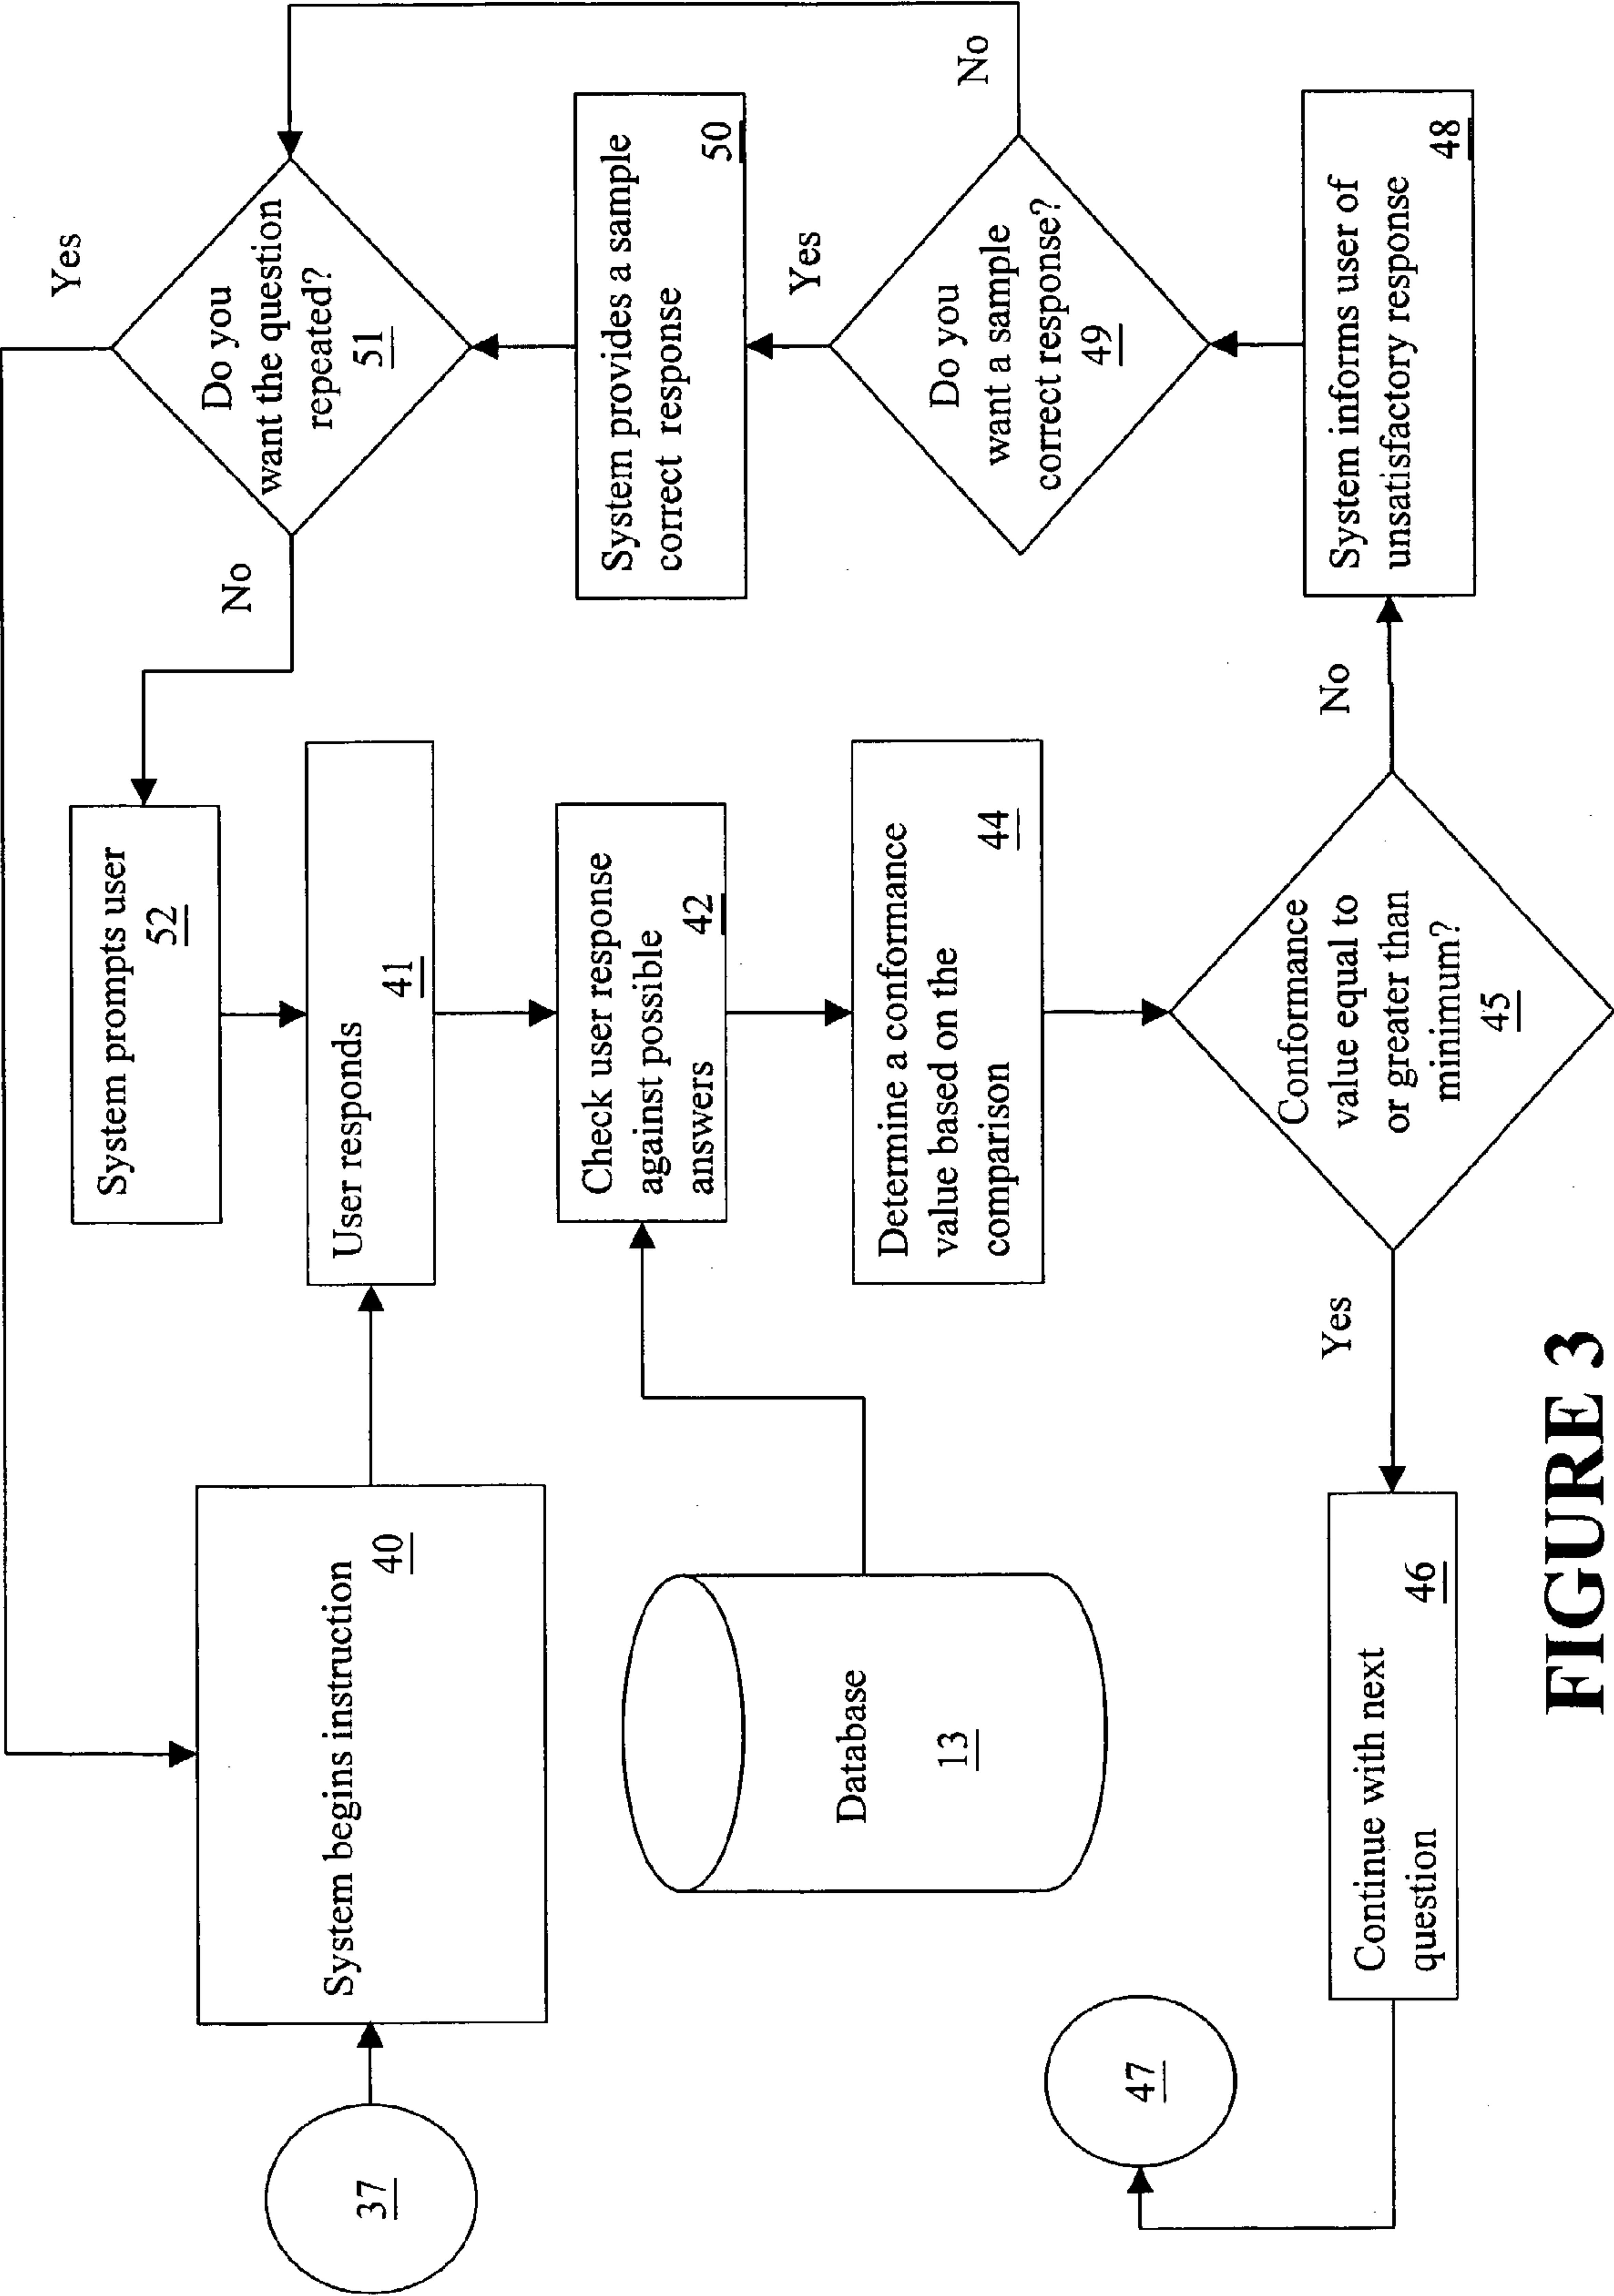 37
System begins instruction
40
System prompts user
52
User responds
41
Check user response
against possible
answers
42
Database
13
Determine a conformance
value based on the
comparison
44
Conformance
value equal to
or greater than
minimum?
45
Yes
No
Continue with next
question
46
47
System informs user of
unsatisfactory response
48
Do you
want a sample
correct response?
49
Yes
No
System provides a sample
correct response
50
Do you
want the question
repeated?
51
Yes
No
FIGURE 3